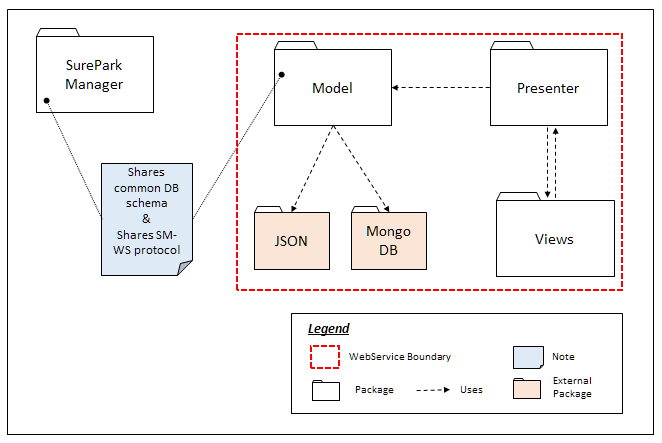 SurePark
Manager
Model
Presenter
Shares
common DB
schema
&
Shares SM-
WS protocol
JSON
Mongo
DB
Views
Legend
WebService Boundary
Note
Package
Uses
External
Package